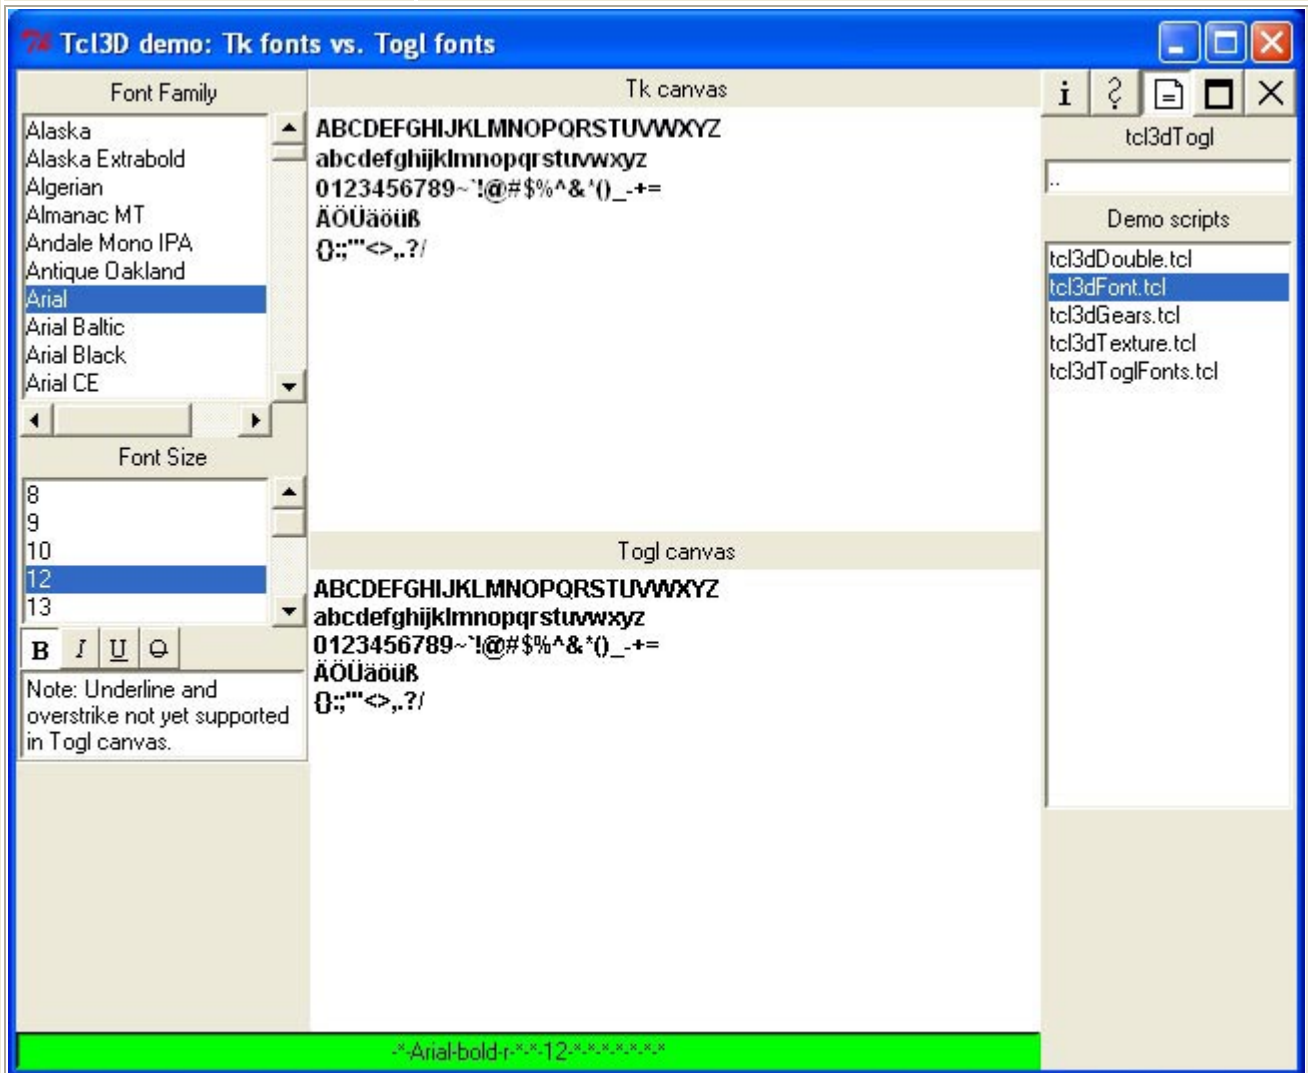 Tcl3D demo: Tk fonts vs. Togl fonts
Font Family
Alaska
Alaska Extrabold
Algerian
Almanac MT
Andale Mono IPA
Antique Oakland
Arial
Arial Baltic
Arial Black
Arial CE
Font Size
8
9
10
12
13
B I U O
Note: Underline and
overstrike not yet supported
in Togl canvas.
Tk canvas
ABCDEFGHIJKLMNOPQRSTUVWXYZ
abcdefghijklmnopqrstuvwxyz
0123456789~`!@#$%^&*()_-+=
ÄÖÜäöüß
{}:;"'<>,.?/
Togl canvas
ABCDEFGHIJKLMNOPQRSTUVWXYZ
abcdefghijklmnopqrstuvwxyz
0123456789~`!@#$%^&*()_-+=
ÄÖÜäöüß
{}:;"'<>,.?/
i ?
tcl3dTogl
..
Demo scripts
tcl3dDouble.tcl
tcl3dFont.tcl
tcl3dGears.tcl
tcl3dTexture.tcl
tcl3dToglFonts.tcl
-*-Arial-bold-r-*-*-12-*-*-*-*-*-*-*